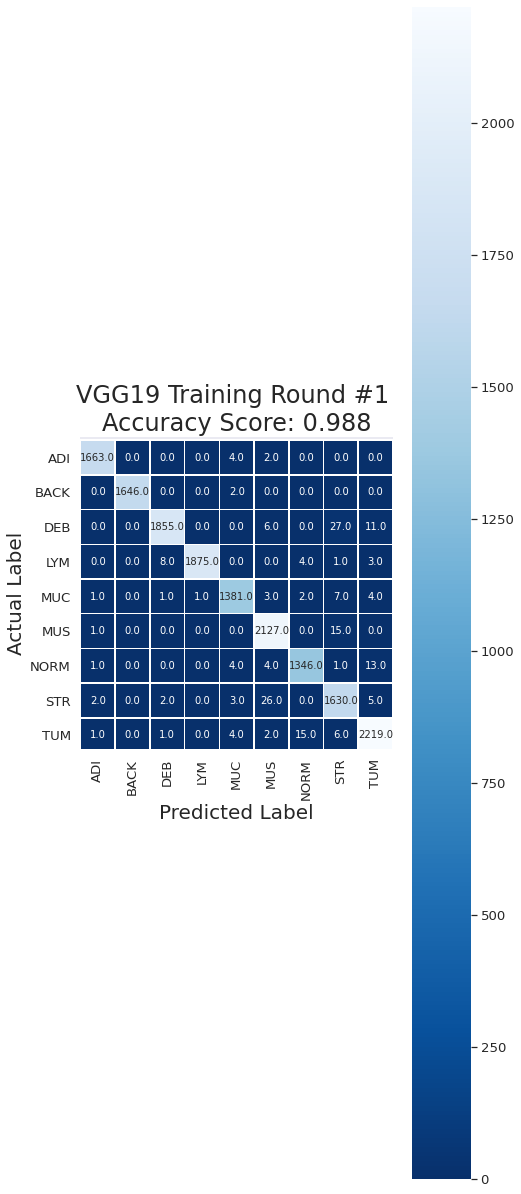 VGG19 Training Round #1
Accuracy Score: 0.988
ADI 1663.0 0.0 0.0 0.0 4.0 2.0 0.0 0.0 0.0
BACK 0.0 1646.0 0.0 0.0 2.0 0.0 0.0 0.0 0.0
DEB 0.0 0.0 1855.0 0.0 0.0 6.0 0.0 27.0 11.0
LYM 0.0 0.0 8.0 1875.0 0.0 0.0 4.0 1.0 3.0
MUC 1.0 0.0 1.0 1.0 1381.0 3.0 2.0 7.0 4.0
MUS 1.0 0.0 0.0 0.0 0.0 2127.0 0.0 15.0 0.0
NORM 1.0 0.0 0.0 0.0 4.0 4.0 1346.0 1.0 13.0
STR 2.0 0.0 2.0 0.0 3.0 26.0 0.0 1630.0 5.0
TUM 1.0 0.0 1.0 0.0 4.0 2.0 15.0 6.0 2219.0
ADI BACK DEB LYM MUC MUS NORM STR TUM
Predicted Label
Actual Label
2000
1750
1500
1250
1000
750
500
250
0